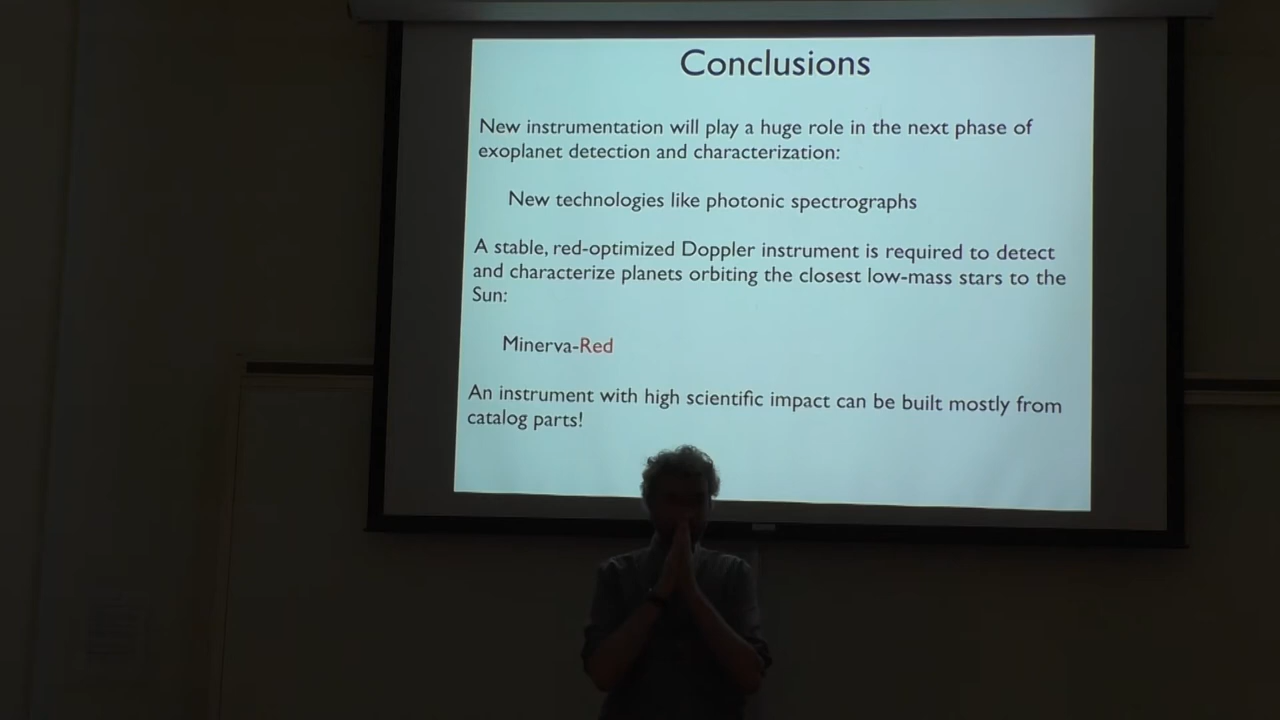 Conclusions
New instrumentation will play a huge role in the next phase of
exoplanet detection and characterization:
New technologies like photonic spectrographs
A stable, red-optimized Doppler instrument is required to detect
and characterize planets orbiting the closest low-mass stars to the
Sun:
Minerva-Red
An instrument with high scientific impact can be built mostly from
catalog parts!